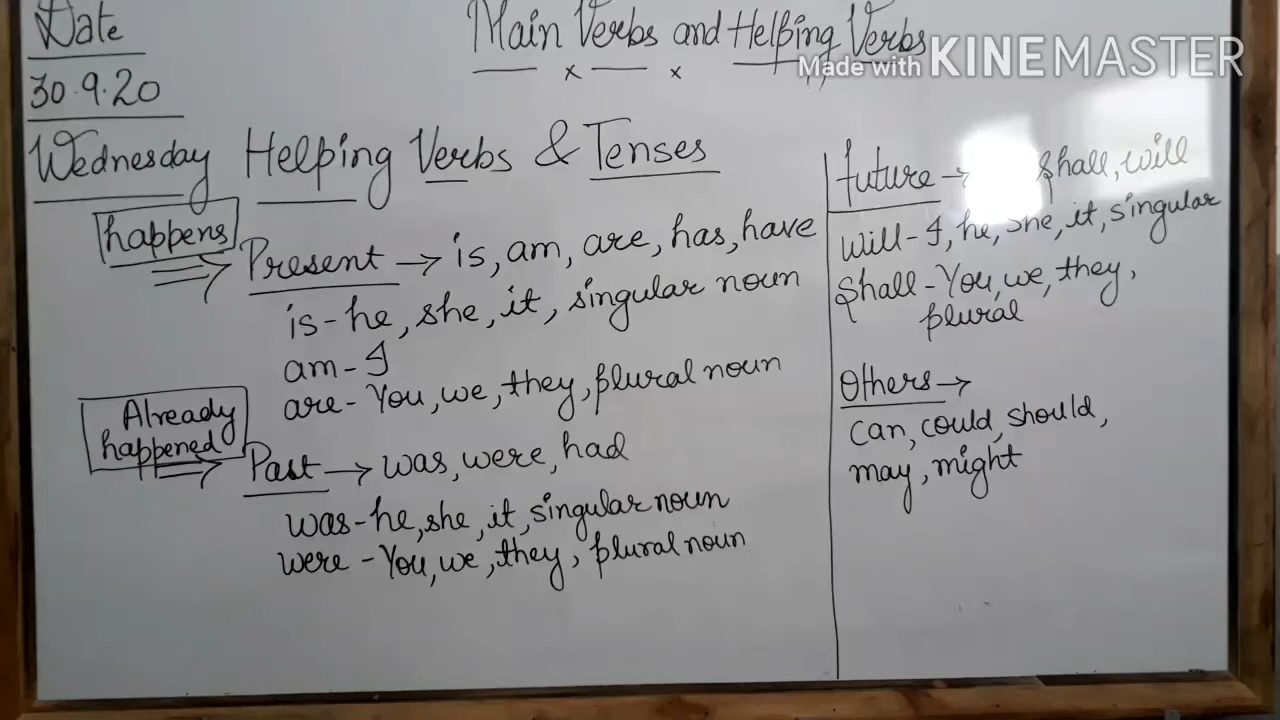 Date
30.9.20
Wednesday
Main Verbs and Helping Verbs
Made with KINEMASTER
Helping Verbs & Tenses
happens
Present → is, am, are, has, have
is - he, she, it, singular noun
am - I
are - You, we, they, plural noun
Already
happened
Past → was, were, had
was - he, she, it, singular noun
were - You, we, they, plural noun
future → shall, will
will - I, he, she, it, singular
shall - You, we, they,
plural
Others →
can, could, should,
may, might